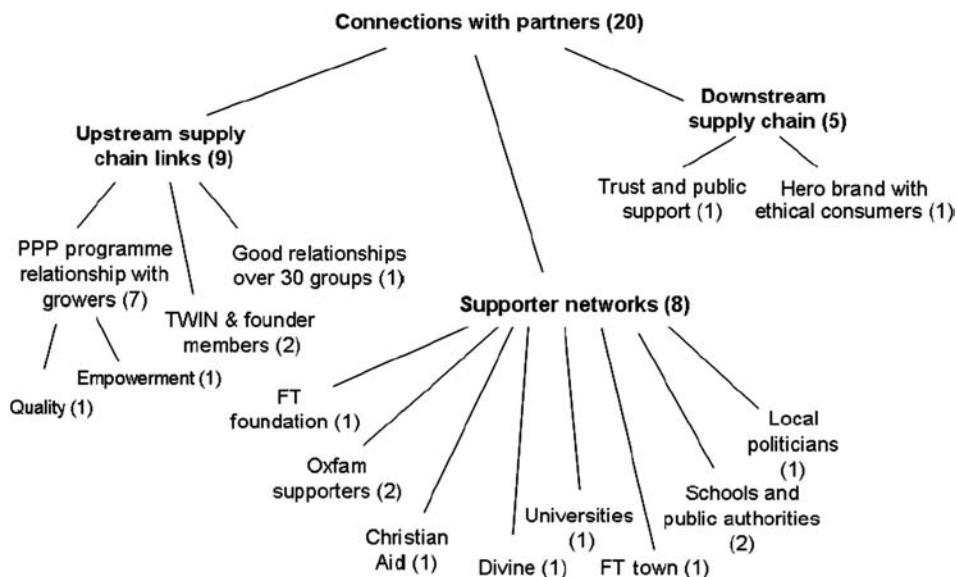 Connections with partners (20)
Upstream supply
chain links (9)
Downstream
supply chain (5)
Trust and public
support (1)
Hero brand with
ethical consumers (1)
PPP programme
relationship with
growers (7)
Good relationships
over 30 groups (1)
TWIN & founder
members (2)
Quality (1)
Empowerment (1)
Supporter networks (8)
FT
foundation (1)
Oxfam
supporters (2)
Christian
Aid (1)
Divine (1)
Universities
(1)
FT town (1)
Schools and
public authorities
(2)
Local
politicians
(1)